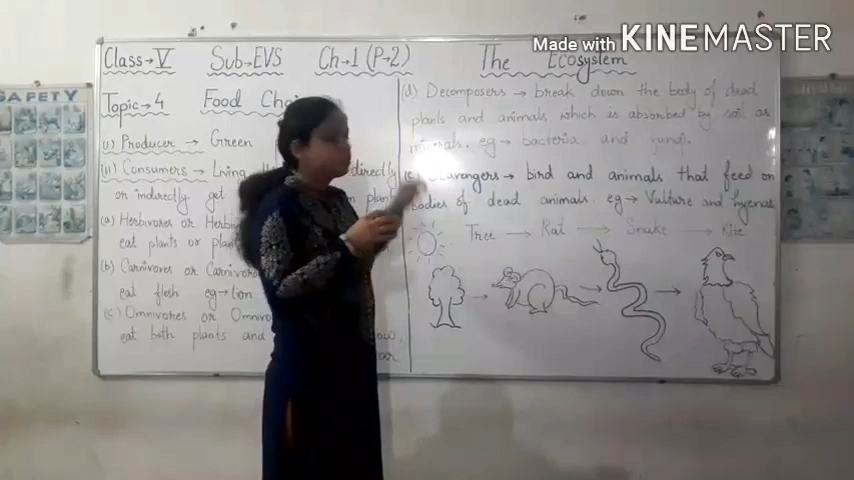 Made with KINEMASTER
Class→V Sub→EVS Ch→1 (P→2) The Ecosystem
SAFETY
Topic→4 Food
(i) Producer → Green
(ii) Consumers → Living directly
or indirectly get plant
(a) Herbivores or
eat plants or
(b) Carnivores or
eat flesh eg→ lion
(c) Omnivores or
eat both plants and
(d) Decomposers → break down the body of dead
plants and animals which is absorbed by soil as
minerals. eg → bacteria and fungi.
Scavengers → bird and animals that feed on
bodies of dead animals. eg → Vulture and hyenas
Tree → Rat → Snake → Kite